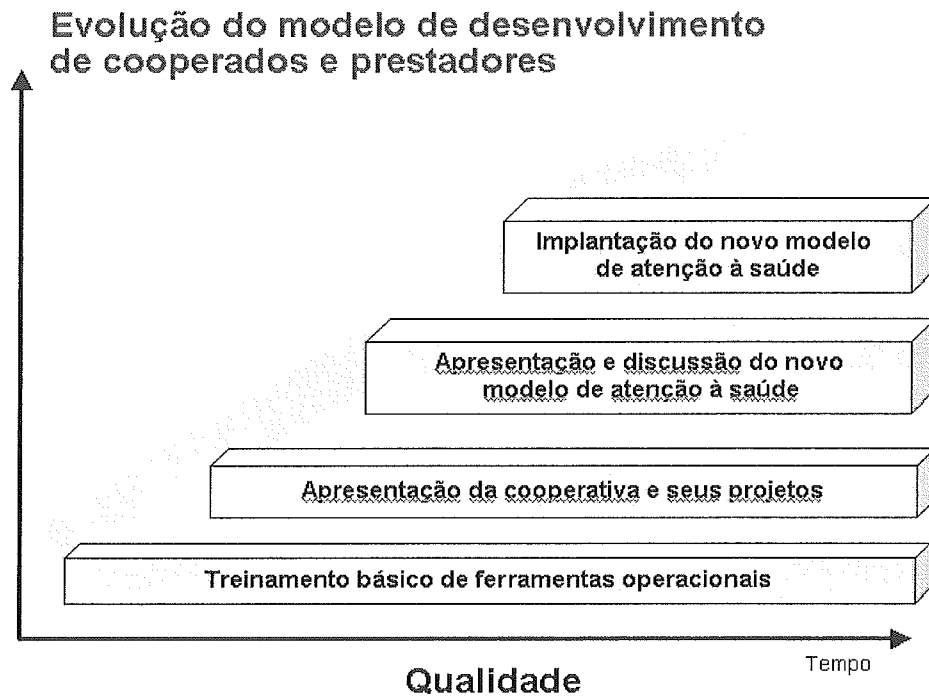 Evolução do modelo de desenvolvimento
de cooperados e prestadores
Implantação do novo modelo
de atenção à saúde
Apresentação e discussão do novo
modelo de atenção à saúde
Apresentação da cooperativa e seus projetos
Treinamento básico de ferramentas operacionais
Tempo
Qualidade